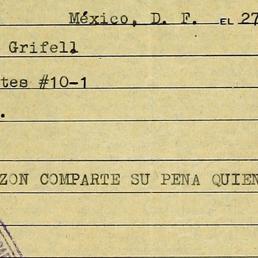 México, D. F. EL 27
Grifell
tes #10-1
.
ZON COMPARTE SU PENA QUIEN